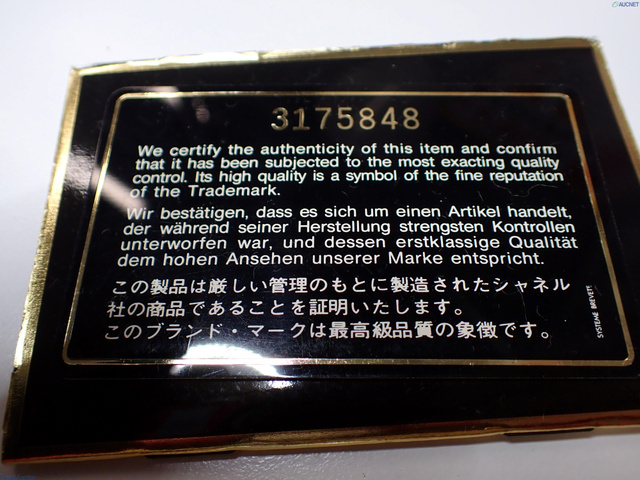 AUCNET
3175848
We certify the authenticity of this item and confirm
that it has been subjected to the most exacting quality
control. Its high quality is a symbol of the fine reputation
of the Trademark.
Wir bestätigen, dass es sich um einen Artikel handelt,
der während seiner Herstellung strengsten Kontrollen
unterworfen war, und dessen erstklassige Qualität
dem hohen Ansehen unserer Marke entspricht.
この製品は厳しい管理のもとに製造されたシャネル
社の商品であることを証明いたします。
このブランド・マークは最高級品質の象徴です。
SYSTEME BREVETE